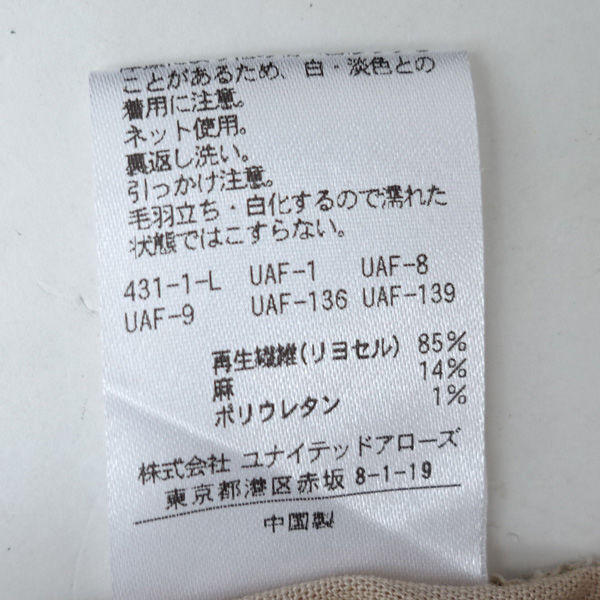 ことがあるため、白・淡色との
着用に注意。
ネット使用。
裏返し洗い。
引っかけ注意。
毛羽立ち・白化するので濡れた
状態ではこすらない。
431-1-L UAF-1 UAF-8
UAF-9 UAF-136 UAF-139
再生繊維(リヨセル) 85%
麻 14%
ポリウレタン 1%
株式会社 ユナイテッドアローズ
東京都港区赤坂 8-1-19
中国製